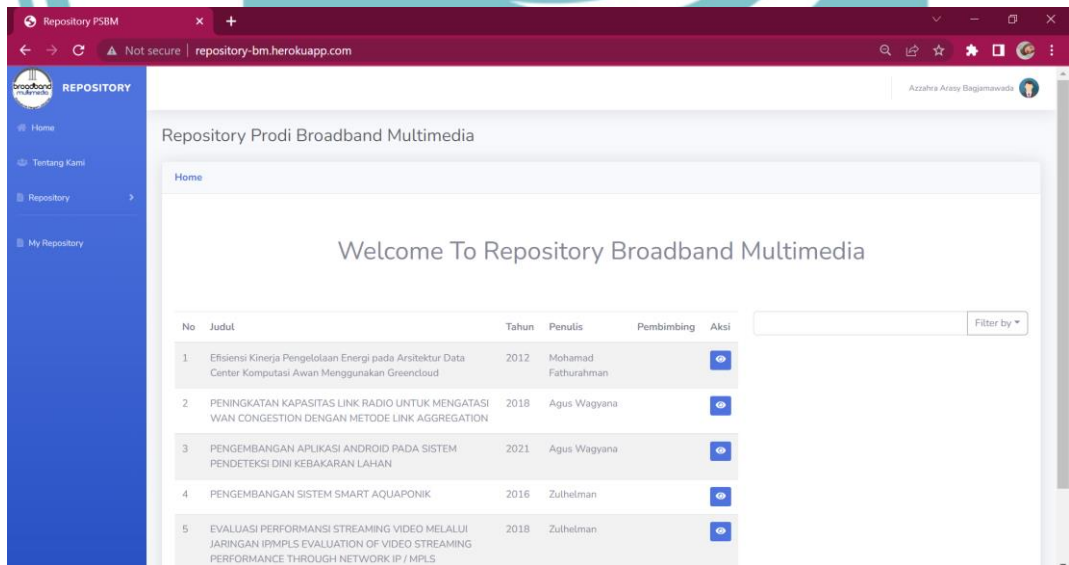 Repository PSBM
Not secure | repository-bm.herokuapp.com
broadband
multimedia
REPOSITORY
Azzahra Arasy Bagjamawada
Home
Tentang Kami
Repository
My Repository
Repository Prodi Broadband Multimedia
Home
Welcome To Repository Broadband Multimedia
Filter by
No Judul Tahun Penulis Pembimbing Aksi
1 Efisiensi Kinerja Pengelolaan Energi pada Arsitektur Data 2012 Mohamad
Center Komputasi Awan Menggunakan Greencloud Fathurahman
2 PENINGKATAN KAPASITAS LINK RADIO UNTUK MENGATASI 2018 Agus Wagyana
WAN CONGESTION DENGAN METODE LINK AGGREGATION
3 PENGEMBANGAN APLIKASI ANDROID PADA SISTEM 2021 Agus Wagyana
PENDETEKSI DINI KEBAKARAN LAHAN
4 PENGEMBANGAN SISTEM SMART AQUAPONIK 2016 Zulhelman
5 EVALUASI PERFORMANSI STREAMING VIDEO MELALUI 2018 Zulhelman
JARINGAN IP/MPLS EVALUATION OF VIDEO STREAMING
PERFORMANCE THROUGH NETWORK IP / MPLS